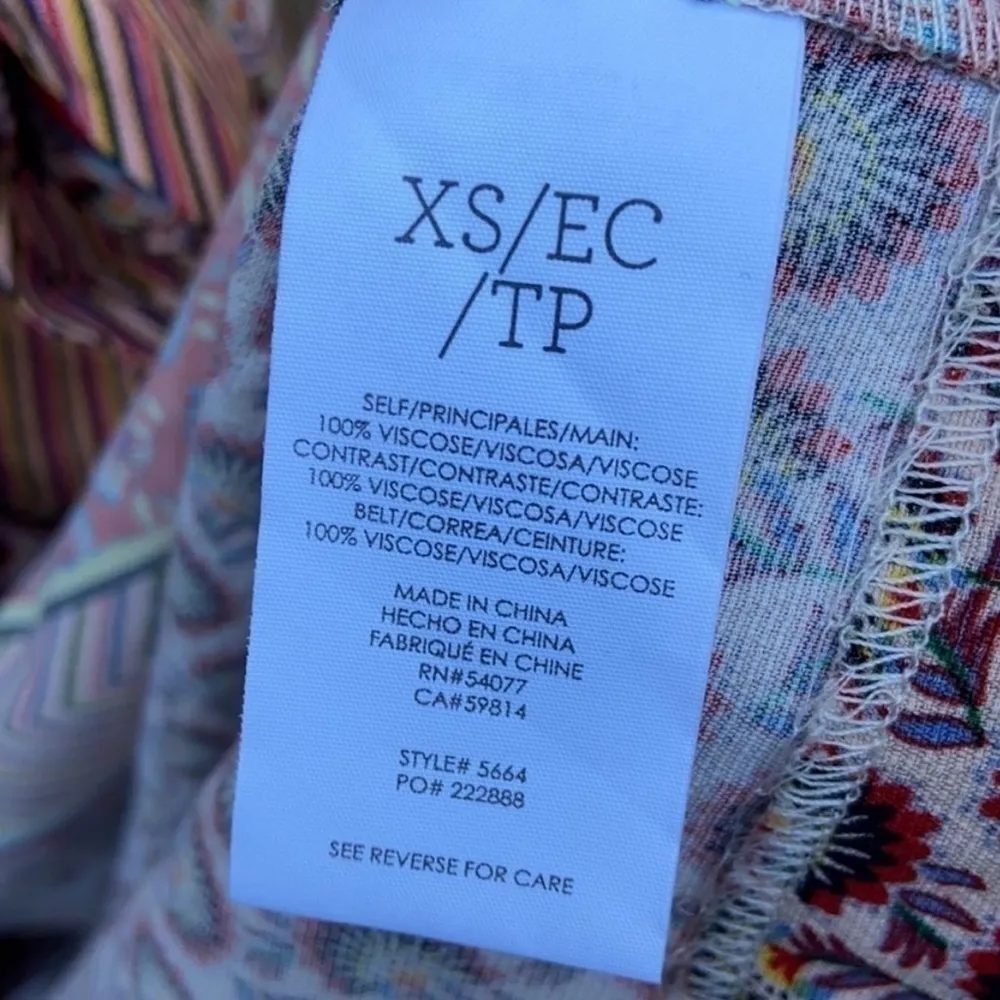 XS/EC
/TP
SELF/PRINCIPALES/MAIN:
100% VISCOSE/VISCOSA/VISCOSE
CONTRAST/CONTRASTE/CONTRASTE:
100% VISCOSE/VISCOSA/VISCOSE
BELT/CORREA/CEINTURE:
100% VISCOSE/VISCOSA/VISCOSE
MADE IN CHINA
HECHO EN CHINA
FABRIQUÉ EN CHINE
RN#54077
CA#59814
STYLE# 5664
PO# 222888
SEE REVERSE FOR CARE